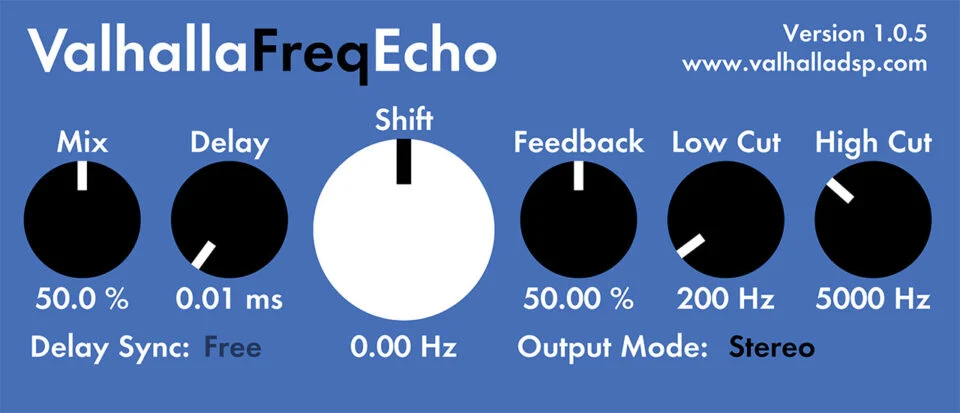 ValhallaFreqEcho
Version 1.0.5
www.valhalladsp.com
Mix Delay Shift Feedback Low Cut High Cut
50.0 % 0.01 ms 0.00 Hz 50.00 % 200 Hz 5000 Hz
Delay Sync: Free
Output Mode: Stereo